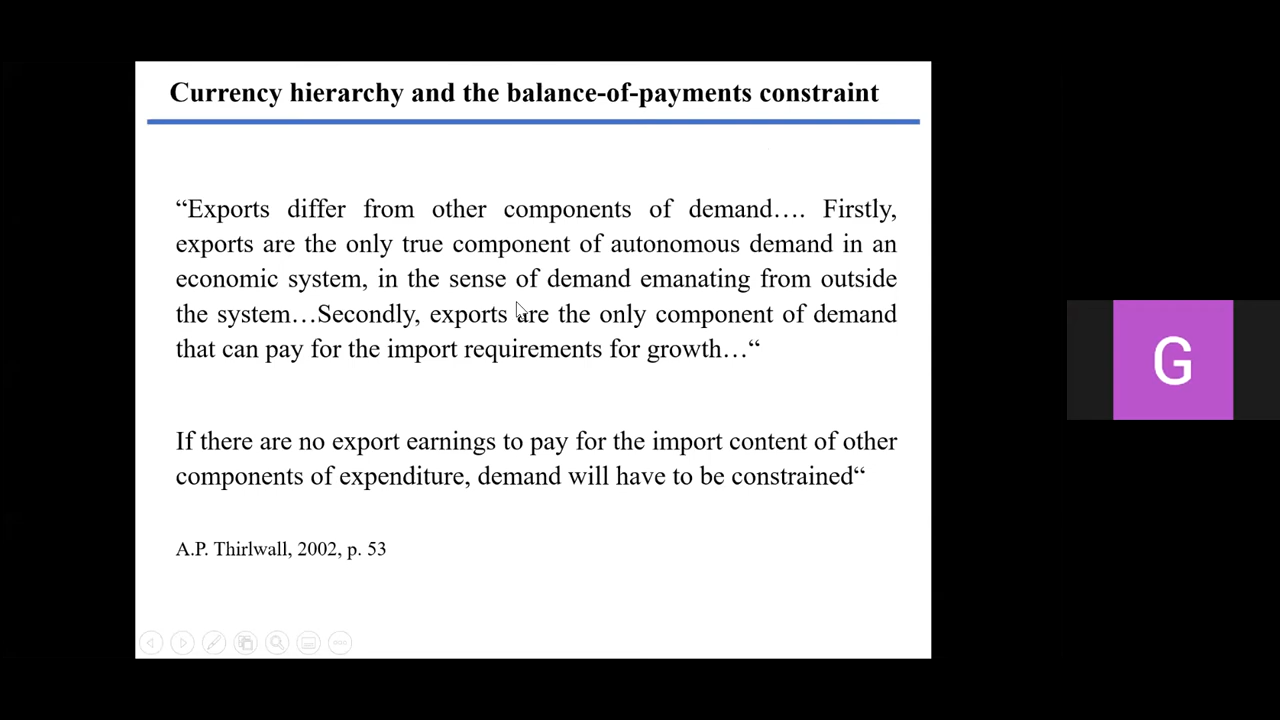 Currency hierarchy and the balance-of-payments constraint
“Exports differ from other components of demand…. Firstly,
exports are the only true component of autonomous demand in an
economic system, in the sense of demand emanating from outside
the system…Secondly, exports are the only component of demand
that can pay for the import requirements for growth…“
If there are no export earnings to pay for the import content of other
components of expenditure, demand will have to be constrained“
A.P. Thirlwall, 2002, p. 53
G